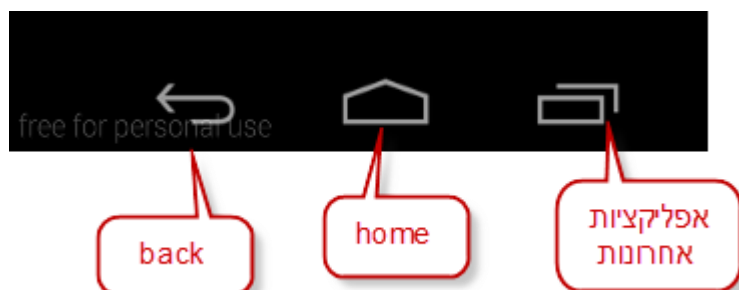 free for personal use
back
home
אפליקציות
אחרונות